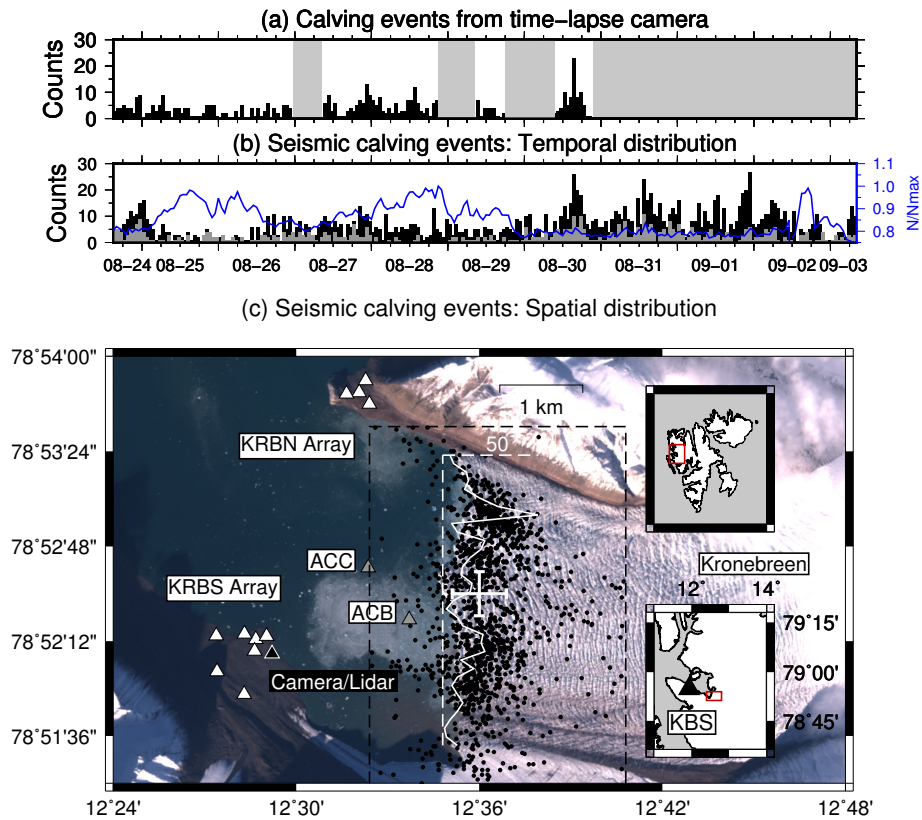 (a) Calving events from time−lapse camera
30
20
10
0
Counts
(b) Seismic calving events: Temporal distribution
30
20
10
0
Counts
1.1
1.0
0.9
0.8
N/Nmax
08−24 08−25 08−26 08−27 08−28 08−29 08−30 08−31 09−01 09−02 09−03
(c) Seismic calving events: Spatial distribution
78˚54'00"
78˚53'24"
78˚52'48"
78˚52'12"
78˚51'36"
1 km
KRBN Array
50
ACC
Kronebreen
KRBS Array
12˚ 14˚
ACB
79˚15'
Camera/Lidar
79˚00'
KBS
78˚45'
12˚24' 12˚30' 12˚36' 12˚42' 12˚48'